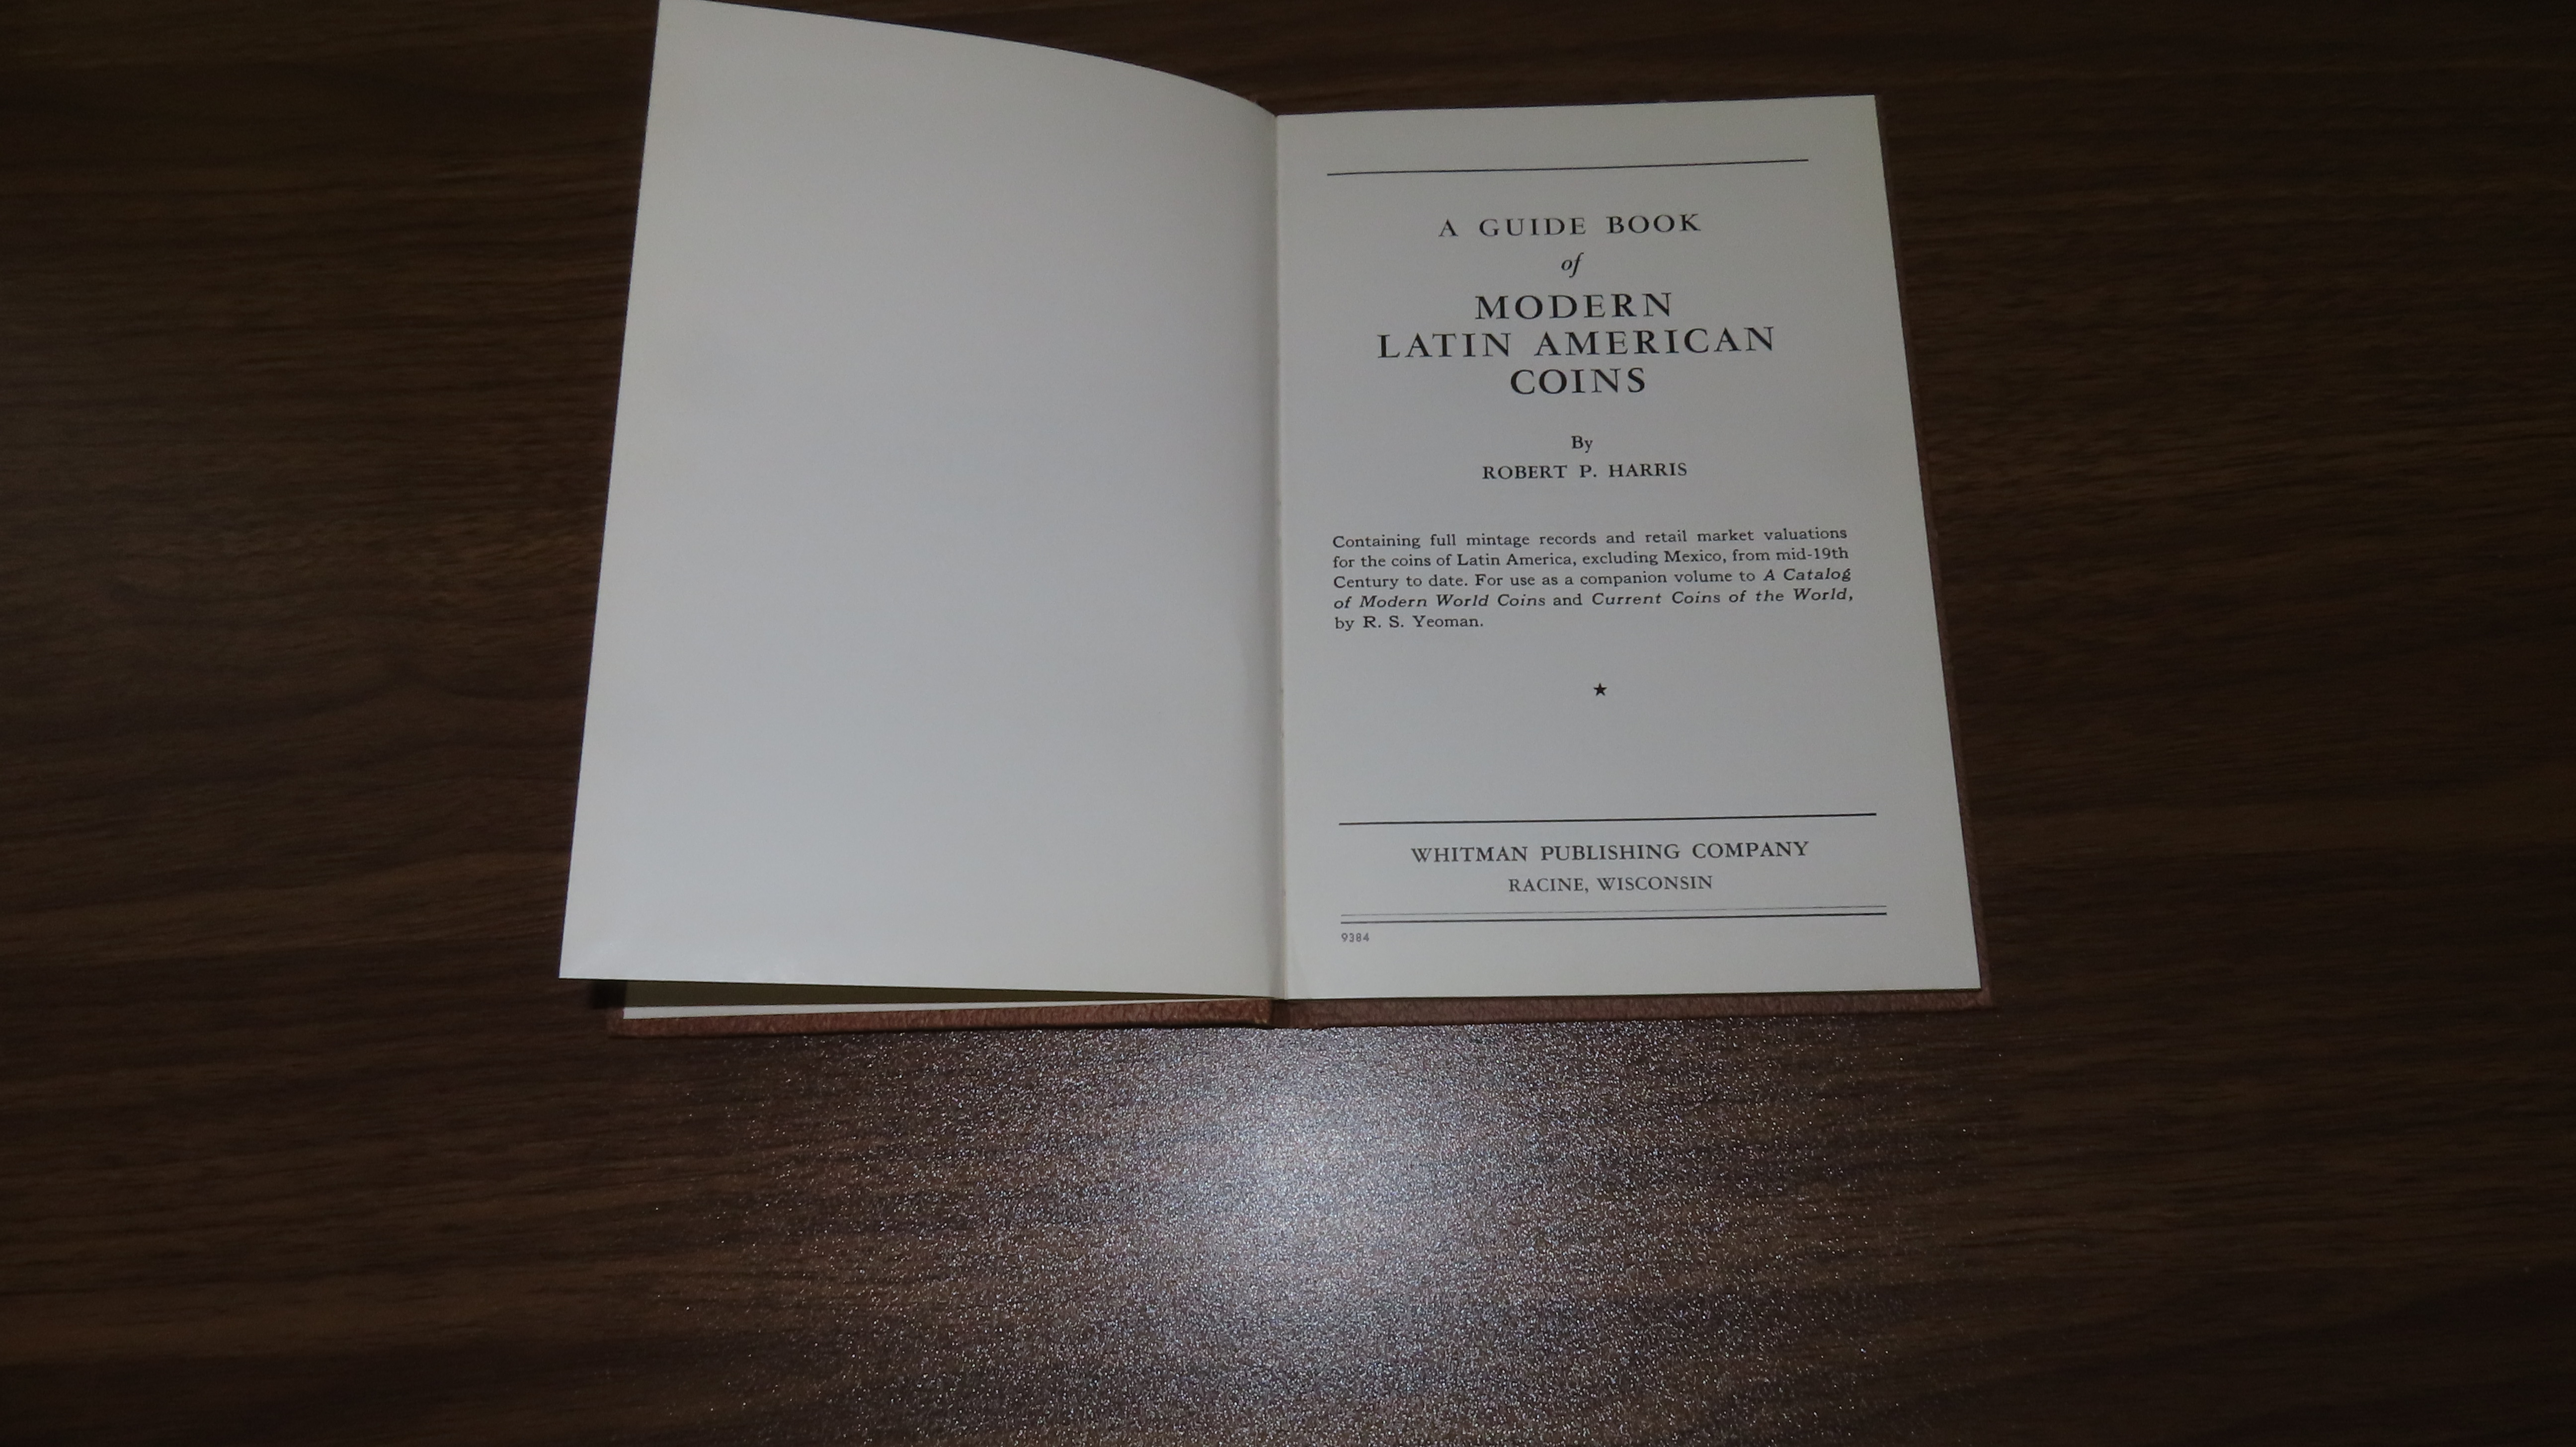 A GUIDE BOOK
of
MODERN
LATIN AMERICAN
COINS
By
ROBERT P. HARRIS
Containing full mintage records and retail market valuations
for the coins of Latin America, excluding Mexico, from mid-19th
Century to date. For use as a companion volume to A Catalog
of Modern World Coins and Current Coins of the World,
by R. S. Yeoman.
★
WHITMAN PUBLISHING COMPANY
RACINE, WISCONSIN
9384